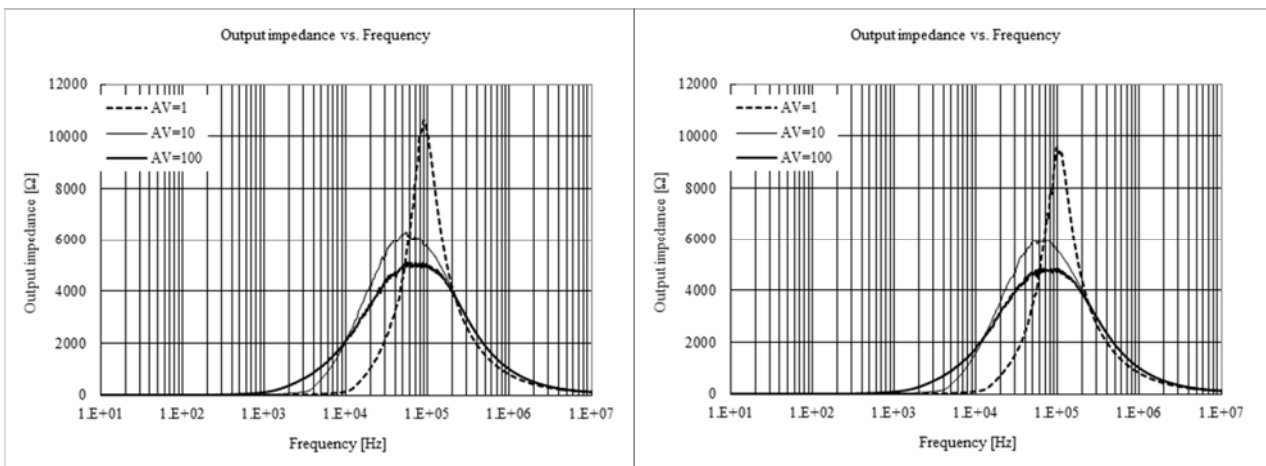 Output impedance vs. Frequency
Output impedance [Ω]
12000
10000
8000
6000
4000
2000
0
AV=1
AV=10
AV=100
1.E+01 1.E+02 1.E+03 1.E+04 1.E+05 1.E+06 1.E+07
Frequency [Hz]
Output impedance vs. Frequency
Output impedance [Ω]
12000
10000
8000
6000
4000
2000
0
AV=1
AV=10
AV=100
1.E+01 1.E+02 1.E+03 1.E+04 1.E+05 1.E+06 1.E+07
Frequency [Hz]